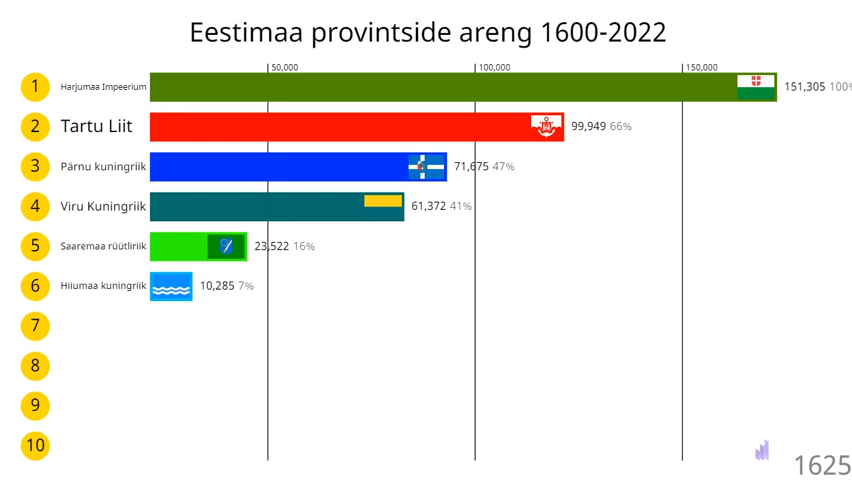 Eestimaa provintside areng 1600-2022
50,000 100,000 150,000
1 Harjumaa Impeerium 151,305 100%
2 Tartu Liit 99,949 66%
3 Pärnu kuningriik 71,675 47%
4 Viru Kuningriik 61,372 41%
5 Saaremaa rüütliriik 23,522 16%
6 Hiiumaa kuningriik 10,285 7%
7
8
9
10
1625